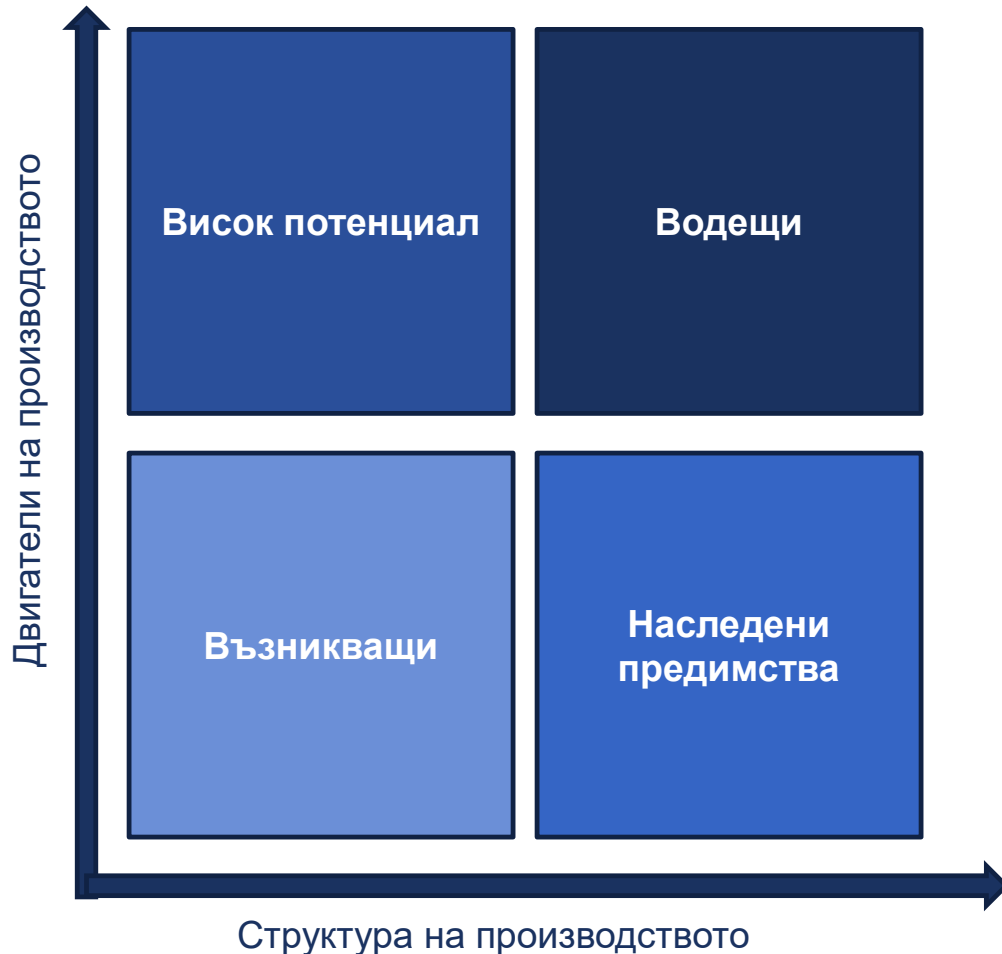 Двигатели на производството
Висок потенциал
Водещи
Възникващи
Наследени
предимства
Структура на производството